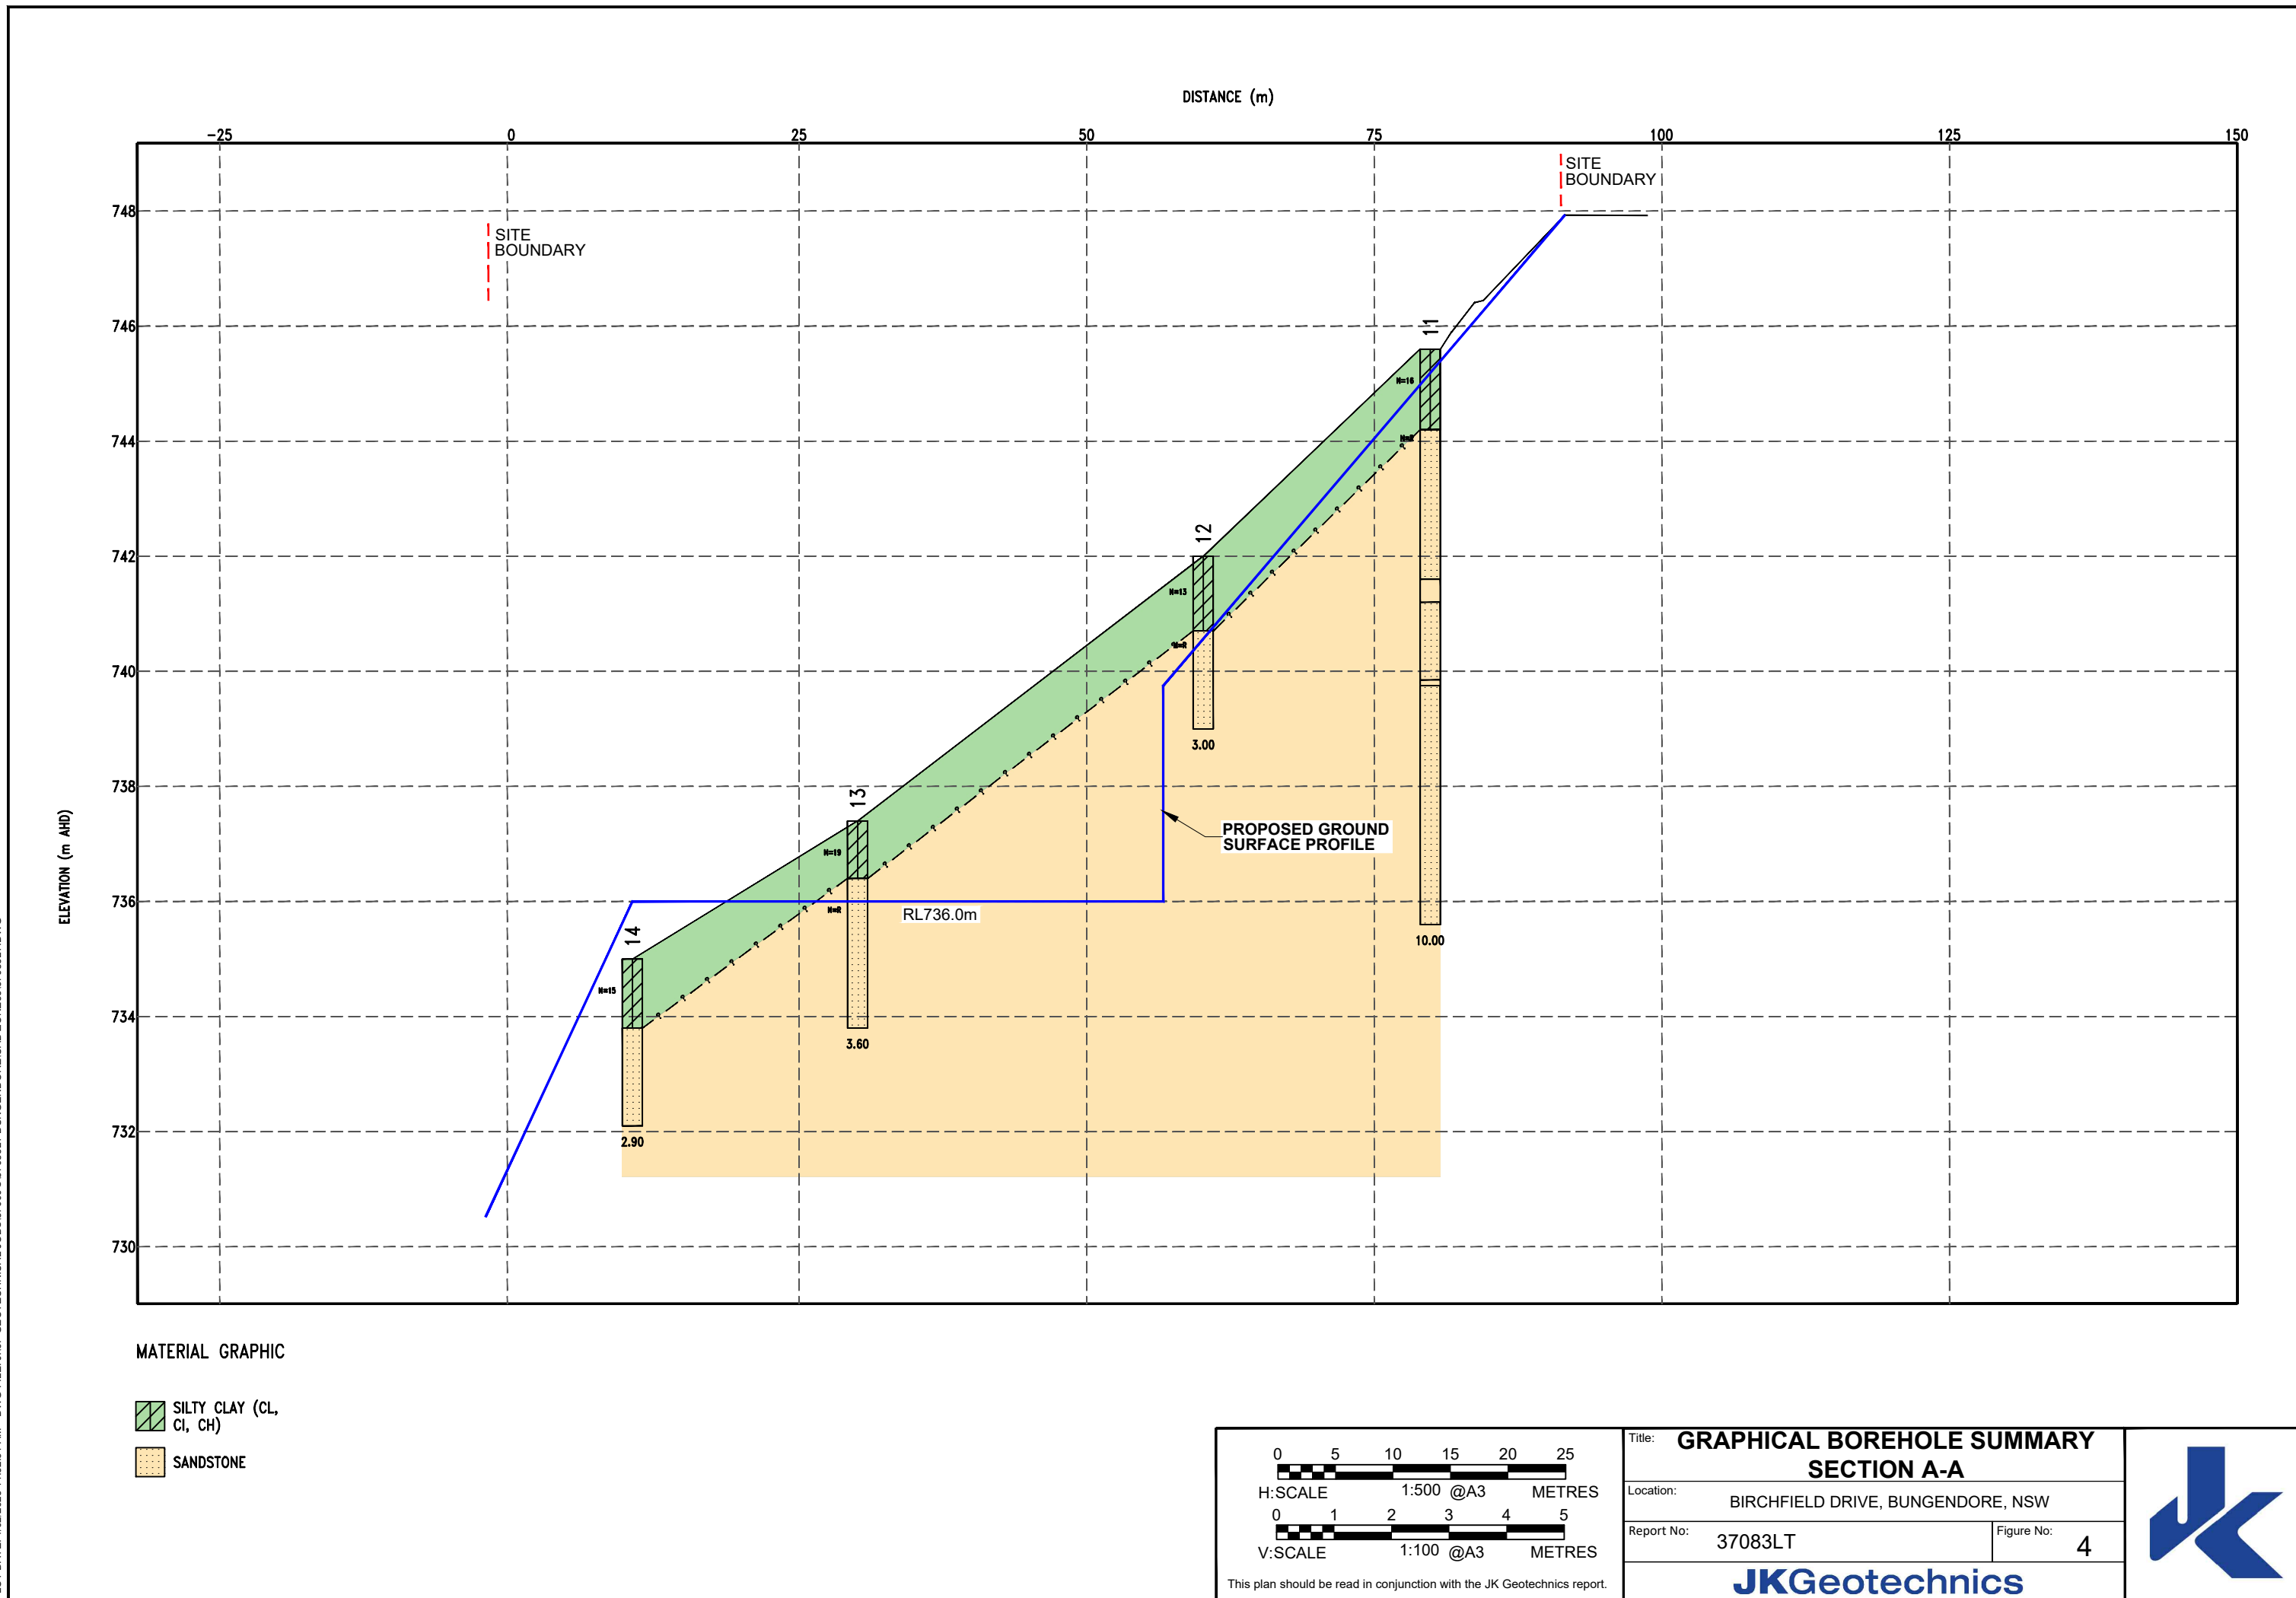 DISTANCE (m)
-25 0 25 50 75 100 125 150
SITE
BOUNDARY
SITE
BOUNDARY
748
746
744
742
740
738
736
734
732
730
ELEVATION (m AHD)
11
N=16
N=R
10.00
12
N=13
N=R
3.00
13
N=19
N=R
3.60
14
N=15
2.90
PROPOSED GROUND
SURFACE PROFILE
RL736.0m
MATERIAL GRAPHIC
SILTY CLAY (CL,
CI, CH)
SANDSTONE
0 5 10 15 20 25
H:SCALE 1:500 @A3 METRES
0 1 2 3 4 5
V:SCALE 1:100 @A3 METRES
This plan should be read in conjunction with the JK Geotechnics report.
Title: GRAPHICAL BOREHOLE SUMMARY
SECTION A-A
Location: BIRCHFIELD DRIVE, BUNGENDORE, NSW
Report No: 37083LT
Figure No: 4
JKGeotechnics